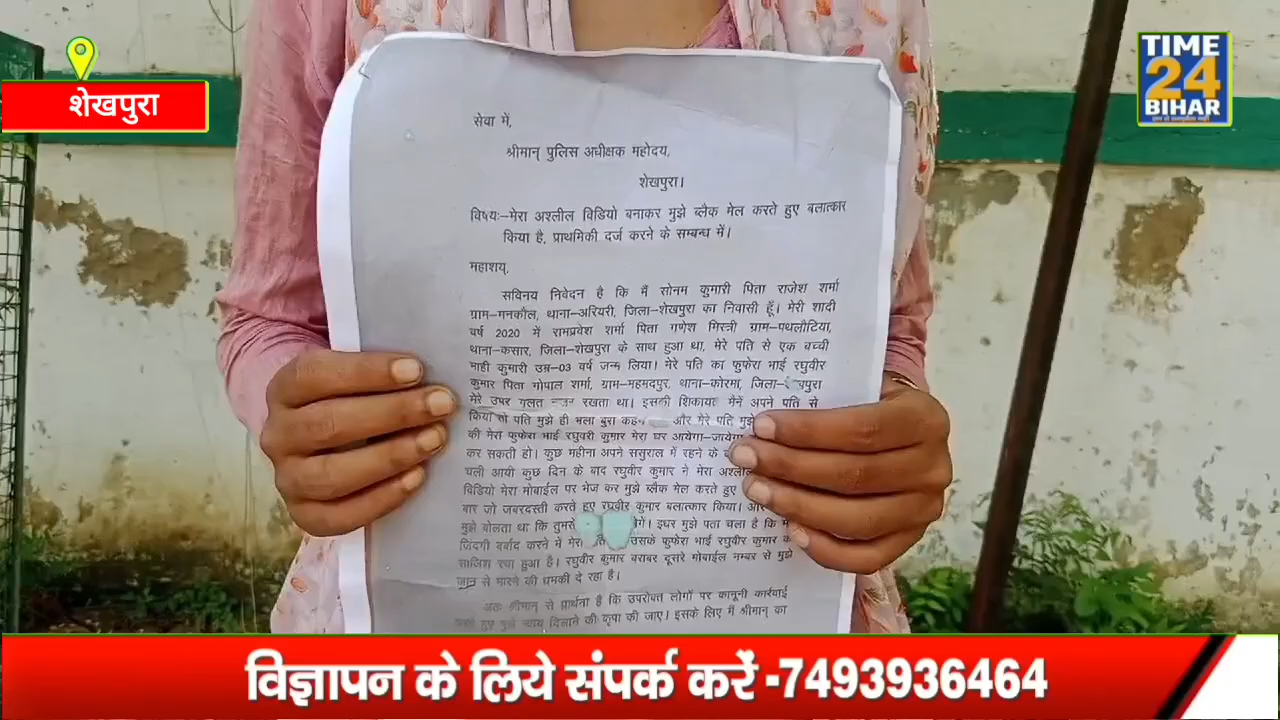 शेखपुरा
TIME
24
BIHAR
सेवा में,
श्रीमान् पुलिस अधीक्षक महोदय,
शेखपुरा।
विषयः–मेरा अश्लील विडियो बनाकर मुझे ब्लैक मेल करते हुए बलात्कार
किया है, प्राथमिकी दर्ज करने के सम्बन्ध में।
महाशय्,
सविनय निवेदन है कि मैं सोनम कुमारी पिता राजेश शर्मा
ग्राम–मनकौल, थाना–अरियरी, जिला–शेखपुरा का निवासी हूँ। मेरी शादी
वर्ष 2020 में रामप्रवेश शर्मा पिता गणेश मिस्त्री ग्राम–पथलौटिया,
थाना–कसार, जिला–शेखपुरा के साथ हुआ था, मेरे पति से एक बच्ची
माही कुमारी उम्र–03 वर्ष जन्म लिया। मेरे पति का फुफेरा भाई रघुवीर
कुमार पिता गोपाल शर्मा, ग्राम–महमदपुर, थाना–कोरमा, जिला–
मेरे उपर गलत नजर रखता था। इसकी शिकायत मेनें अपने पति से
किया तो पति मुझे ही भला बुरा कहने और मेरे पति मुझे
की मेरा फुफेरा भाई रघुवरी कुमार मेरा घर आयेगा–जायेगा
कर सकती हो। कुछ महीना अपने ससुराल में रहने के
चली आयी कुछ दिन के बाद रघुवीर कुमार ने मेरा
विडियो मेरा मोबाईल पर भेज कर मुझे ब्लैक मेल करते हुए
बार जो जबरदस्ती करते हुए रघुवीर कुमार बलात्कार किया। और
मुझे बोलता था कि इधर मुझे पता चला है कि
जिंदगी बर्बाद करने में मेरा उसके फुफेरा भाई रघुवीर कुमार
साजिश रचा हुआ है। रघुवीर कुमार बराबर दूसरे मोबाईल नम्बर से मुझे
जान से मारने की धमकी दे रहा है।
अतः श्रीमान् से प्रार्थना है कि उपरोक्त लोगों पर कानूनी कार्रवाई
हुए मुझे न्याय दिलाने की कृपा की जाए। इसके लिए मैं श्रीमान् का
विज्ञापन के लिये संपर्क करें -7493936464